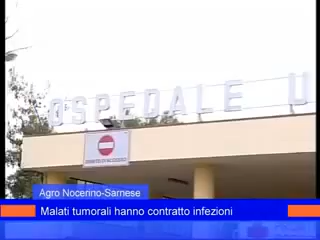 OSPEDALE U
Agro Nocerino-Sarnese
Malati tumorali hanno contratto infezioni